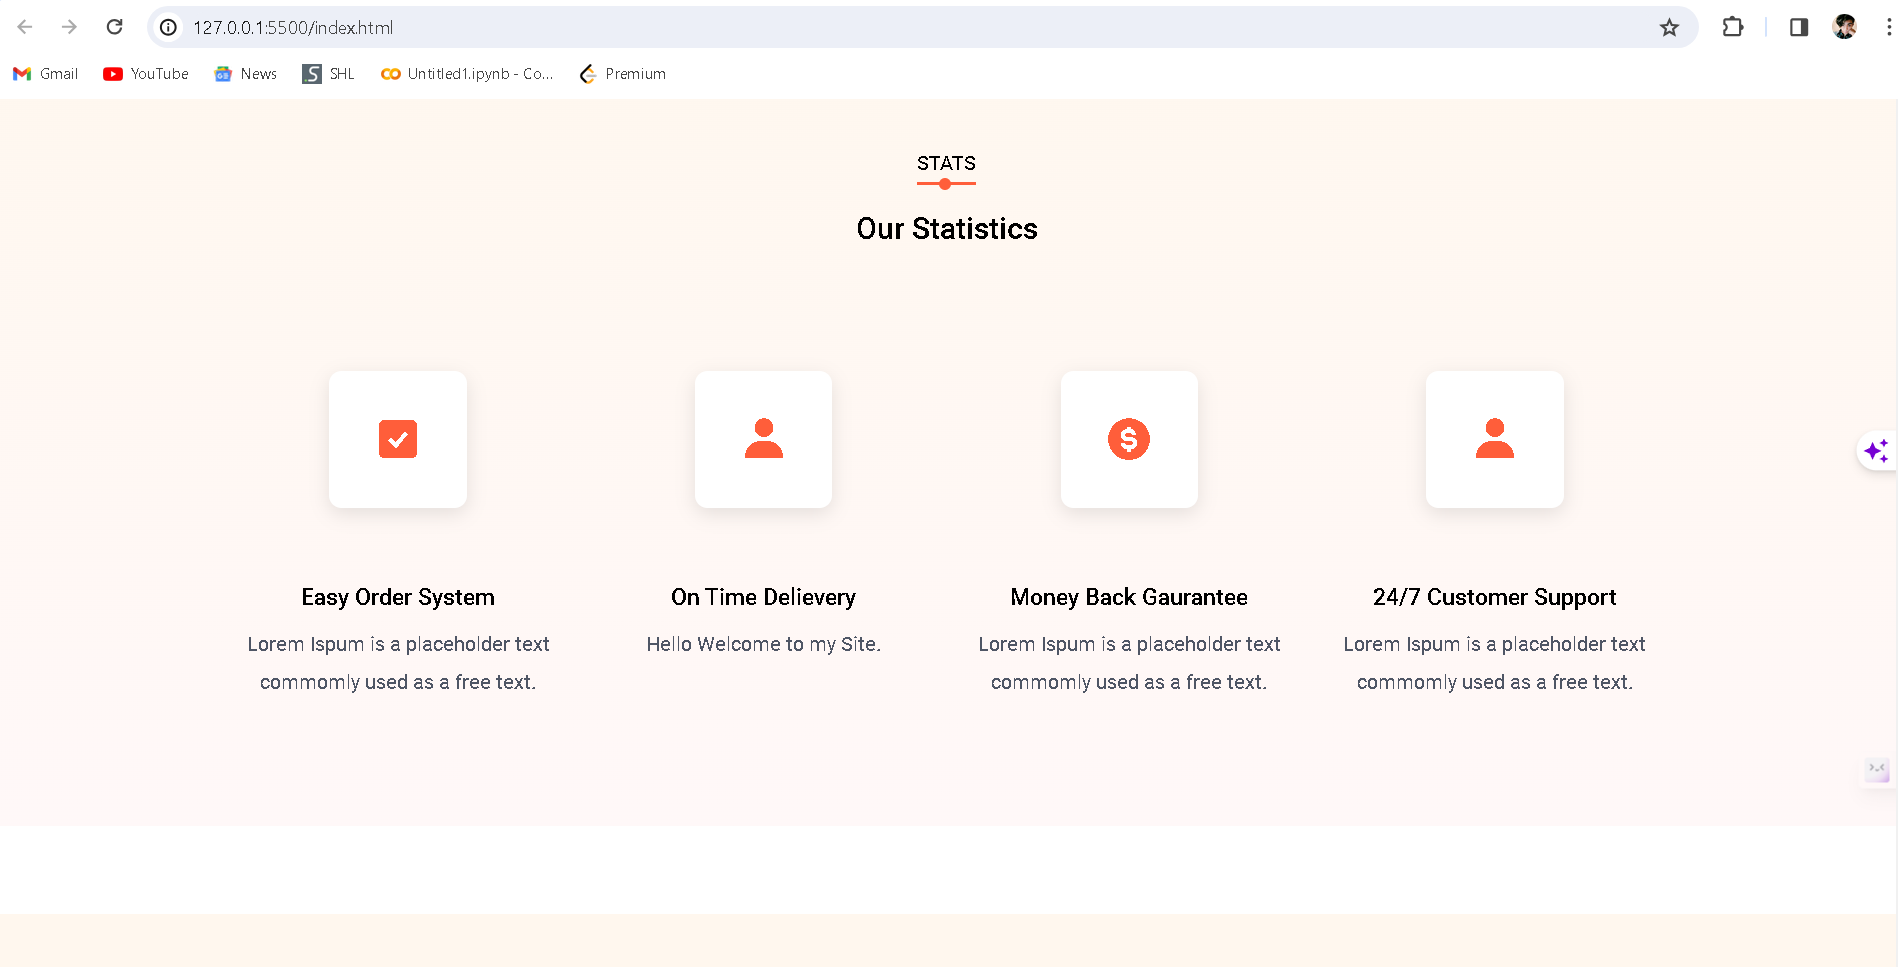 127.0.0.1:5500/index.html
Gmail YouTube News SHL Untitled1.ipynb - Co... Premium
STATS
Our Statistics
Easy Order System
Lorem Ispum is a placeholder text
commomly used as a free text.
On Time Delievery
Hello Welcome to my Site.
Money Back Gaurantee
Lorem Ispum is a placeholder text
commomly used as a free text.
24/7 Customer Support
Lorem Ispum is a placeholder text
commomly used as a free text.